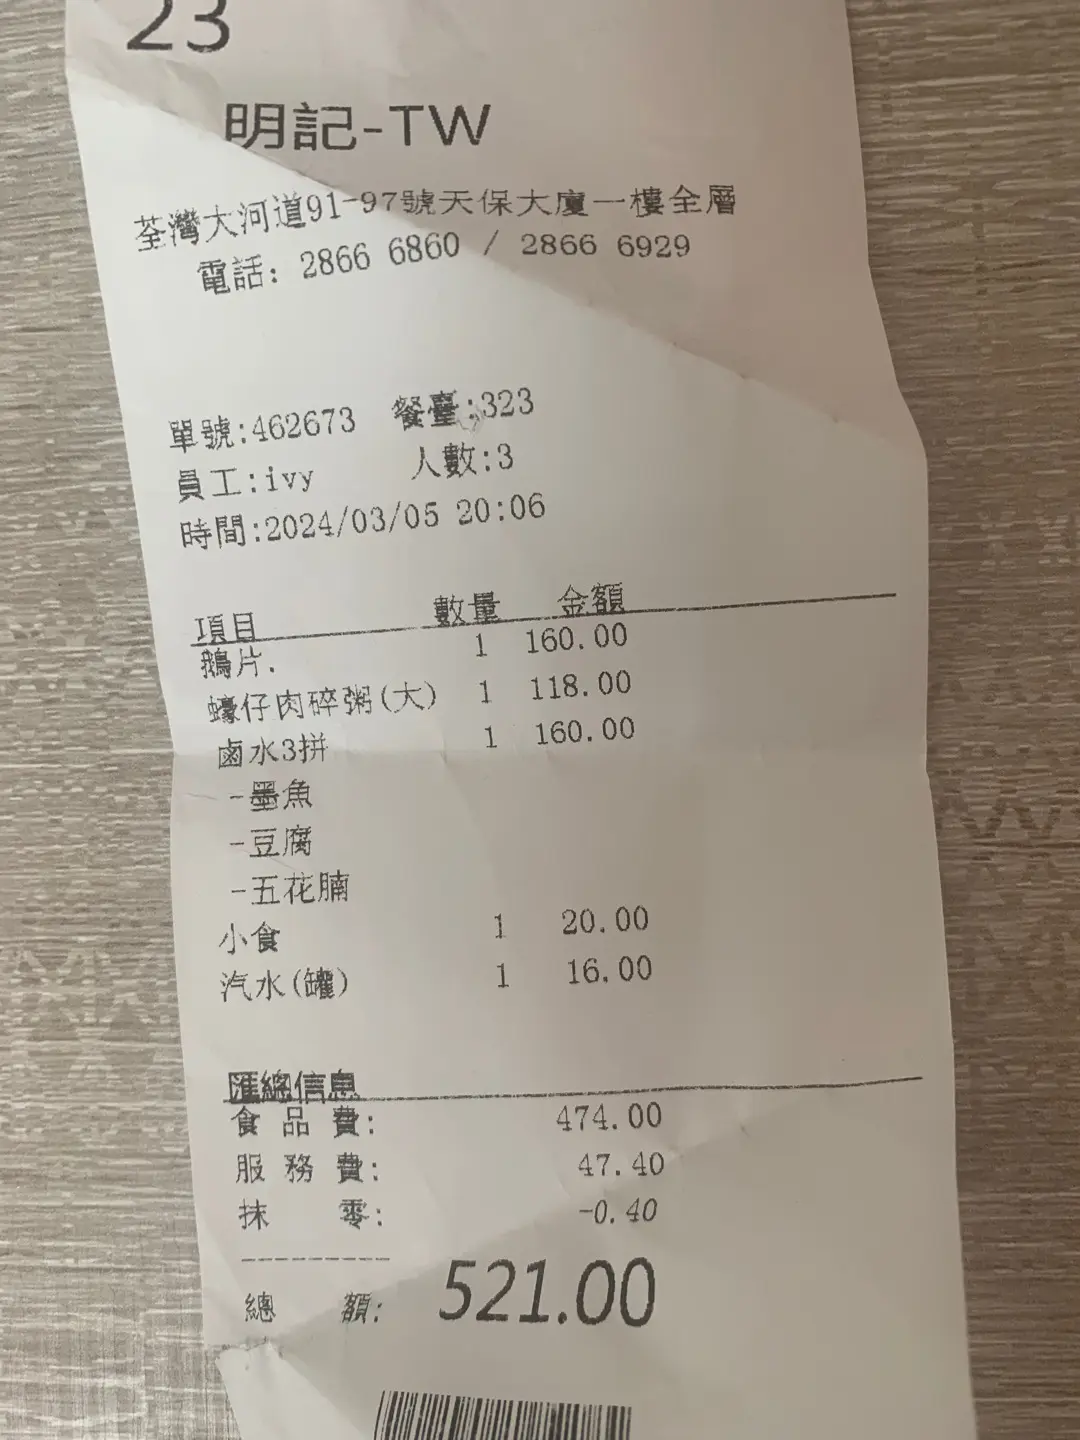 23
明記-TW
荃灣大河道91-97號天保大廈一樓全層
電話: 2866 6860 / 2866 6929
單號:462673 餐臺:323
員工:ivy 人數:3
時間:2024/03/05 20:06
項目 數量 金額
鵝片. 1 160.00
蠔仔肉碎粥(大) 1 118.00
鹵水3拼 1 160.00
-墨魚
-豆腐
-五花腩
小食 1 20.00
汽水(罐) 1 16.00
匯總信息
食品費: 474.00
服務費: 47.40
抹零: -0.40
總額: 521.00